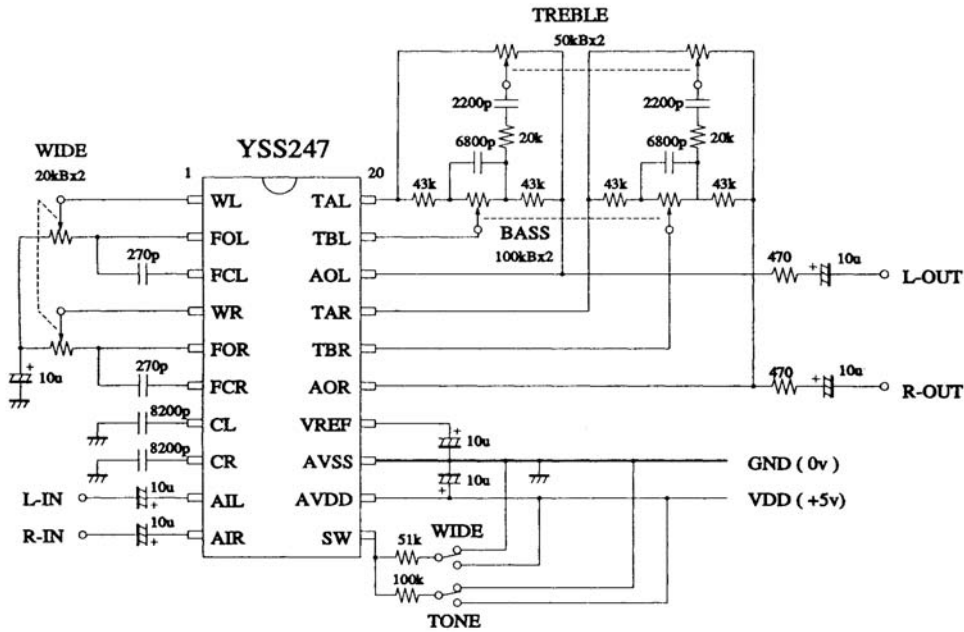 TREBLE
50kBx2
2200p
2200p
20k
20k
6800p
6800p
YSS247
WIDE
20kBx2
1
20
43k
43k
43k
43k
WL
TAL
FOL
TBL
BASS
100kBx2
270p
FCL
AOL
470
+
10u
L-OUT
WR
TAR
FOR
TBR
+
10u
270p
FCR
AOR
470
+
10u
R-OUT
8200p
CL
VREF
+
10u
8200p
CR
AVSS
GND ( 0v )
+
10u
L-IN
10u
+
AIL
AVDD
VDD ( +5v)
R-IN
10u
+
AIR
SW
WIDE
51k
100k
TONE